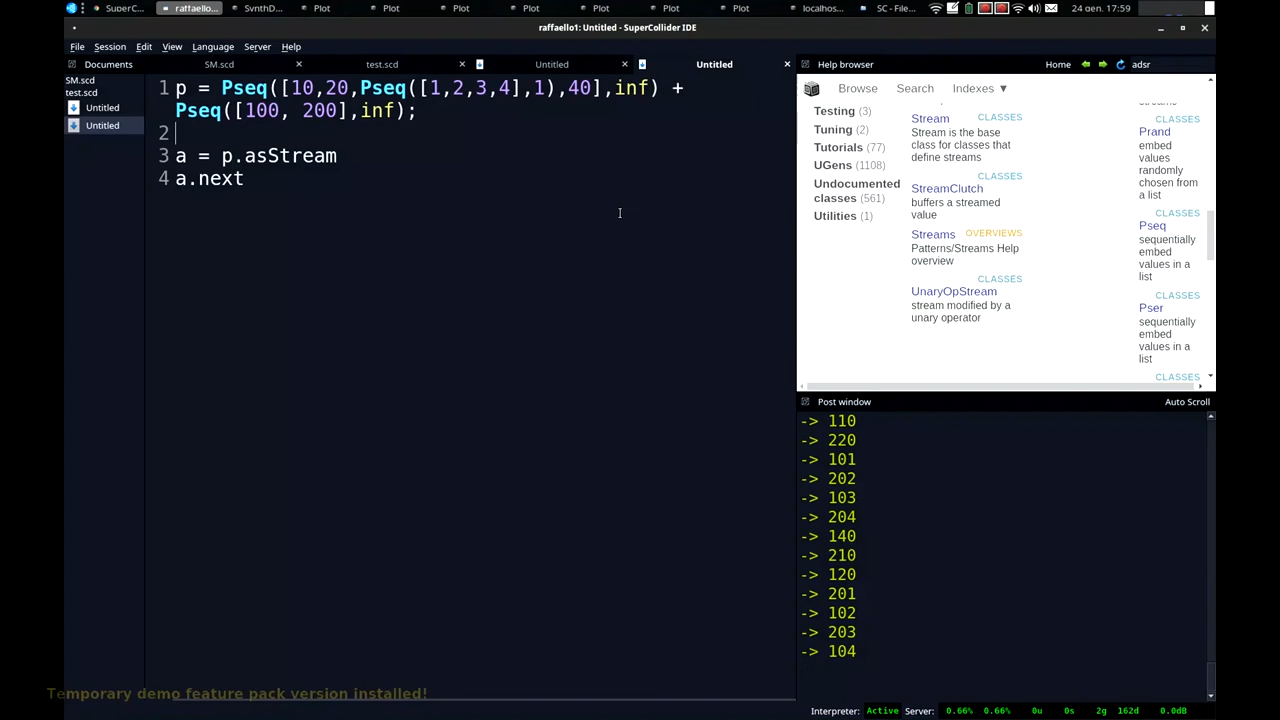 SuperC...
raffaello...
SynthD...
Plot
Plot
Plot
Plot
Plot
Plot
Plot
localhos...
SC - File...
24 gen. 17:59
raffaello1: Untitled - SuperCollider IDE
File Session Edit View Language Server Help
Documents
SM.scd
test.scd
Untitled
Untitled
SM.scd
test.scd
Untitled
Untitled
1 p = Pseq([10,20,Pseq([1,2,3,4],1),40],inf) +
Pseq([100, 200],inf);
2
3 a = p.asStream
4 a.next
Help browser
Home
adsr
Browse Search Indexes ▼
Testing (3)
Tuning (2)
Tutorials (77)
UGens (1108)
Undocumented
classes (561)
Utilities (1)
CLASSES
Stream
Stream is the base
class for classes that
define streams
CLASSES
StreamClutch
buffers a streamed
value
Streams OVERVIEWS
Patterns/Streams Help
overview
CLASSES
UnaryOpStream
stream modified by a
unary operator
CLASSES
Prand
embed
values
randomly
chosen from
a list
CLASSES
Pseq
sequentially
embed
values in a
list
CLASSES
Pser
sequentially
embed
values in a
list
CLASSES
Post window
Auto Scroll
-> 110
-> 220
-> 101
-> 202
-> 103
-> 204
-> 140
-> 210
-> 120
-> 201
-> 102
-> 203
-> 104
Temporary demo feature pack version installed!
Interpreter: Active Server: 0.66% 0.66% 0u 0s 2g 162d 0.0dB